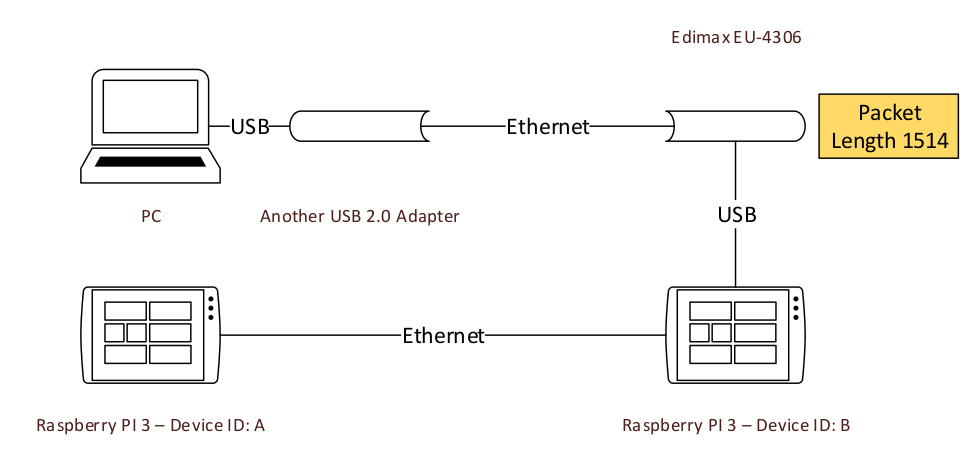 Edimax EU-4306
USB
Ethernet
Packet
Length 1514
PC
Another USB 2.0 Adapter
USB
Ethernet
Raspberry PI 3 – Device ID: A
Raspberry PI 3 – Device ID: B